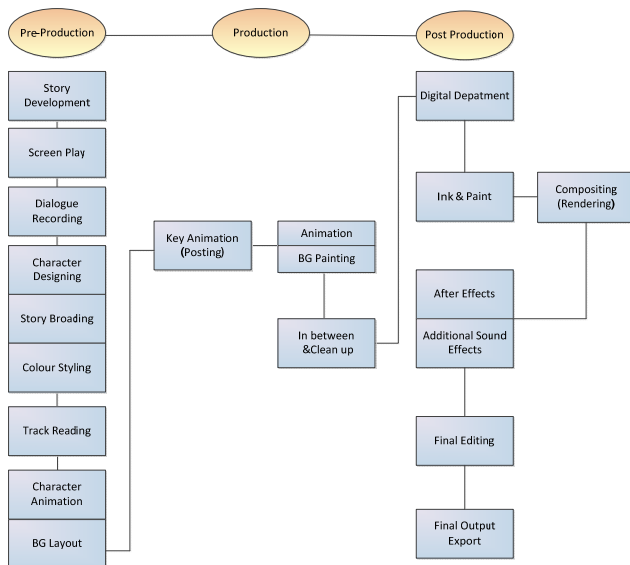 Pre-Production
Production
Post Production
Story
Development
Screen Play
Dialogue
Recording
Character
Designing
Story Broading
Colour Styling
Track Reading
Character
Animation
BG Layout
Key Animation
(Posting)
Animation
BG Painting
In between
&Clean up
Digital Depatment
Ink & Paint
Compositing
(Rendering)
After Effects
Additional Sound
Effects
Final Editing
Final Output
Export